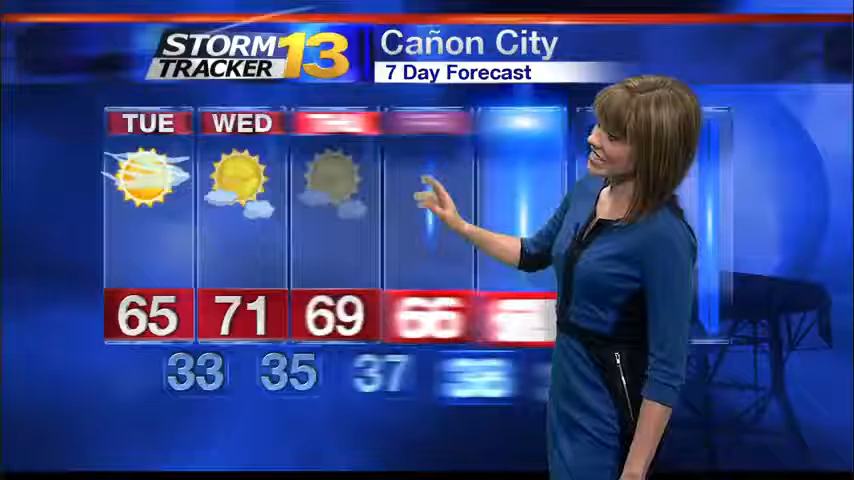 STORM 13
TRACKER
Cañon City
7 Day Forecast
TUE WED
65 71 69 66
33 35 37